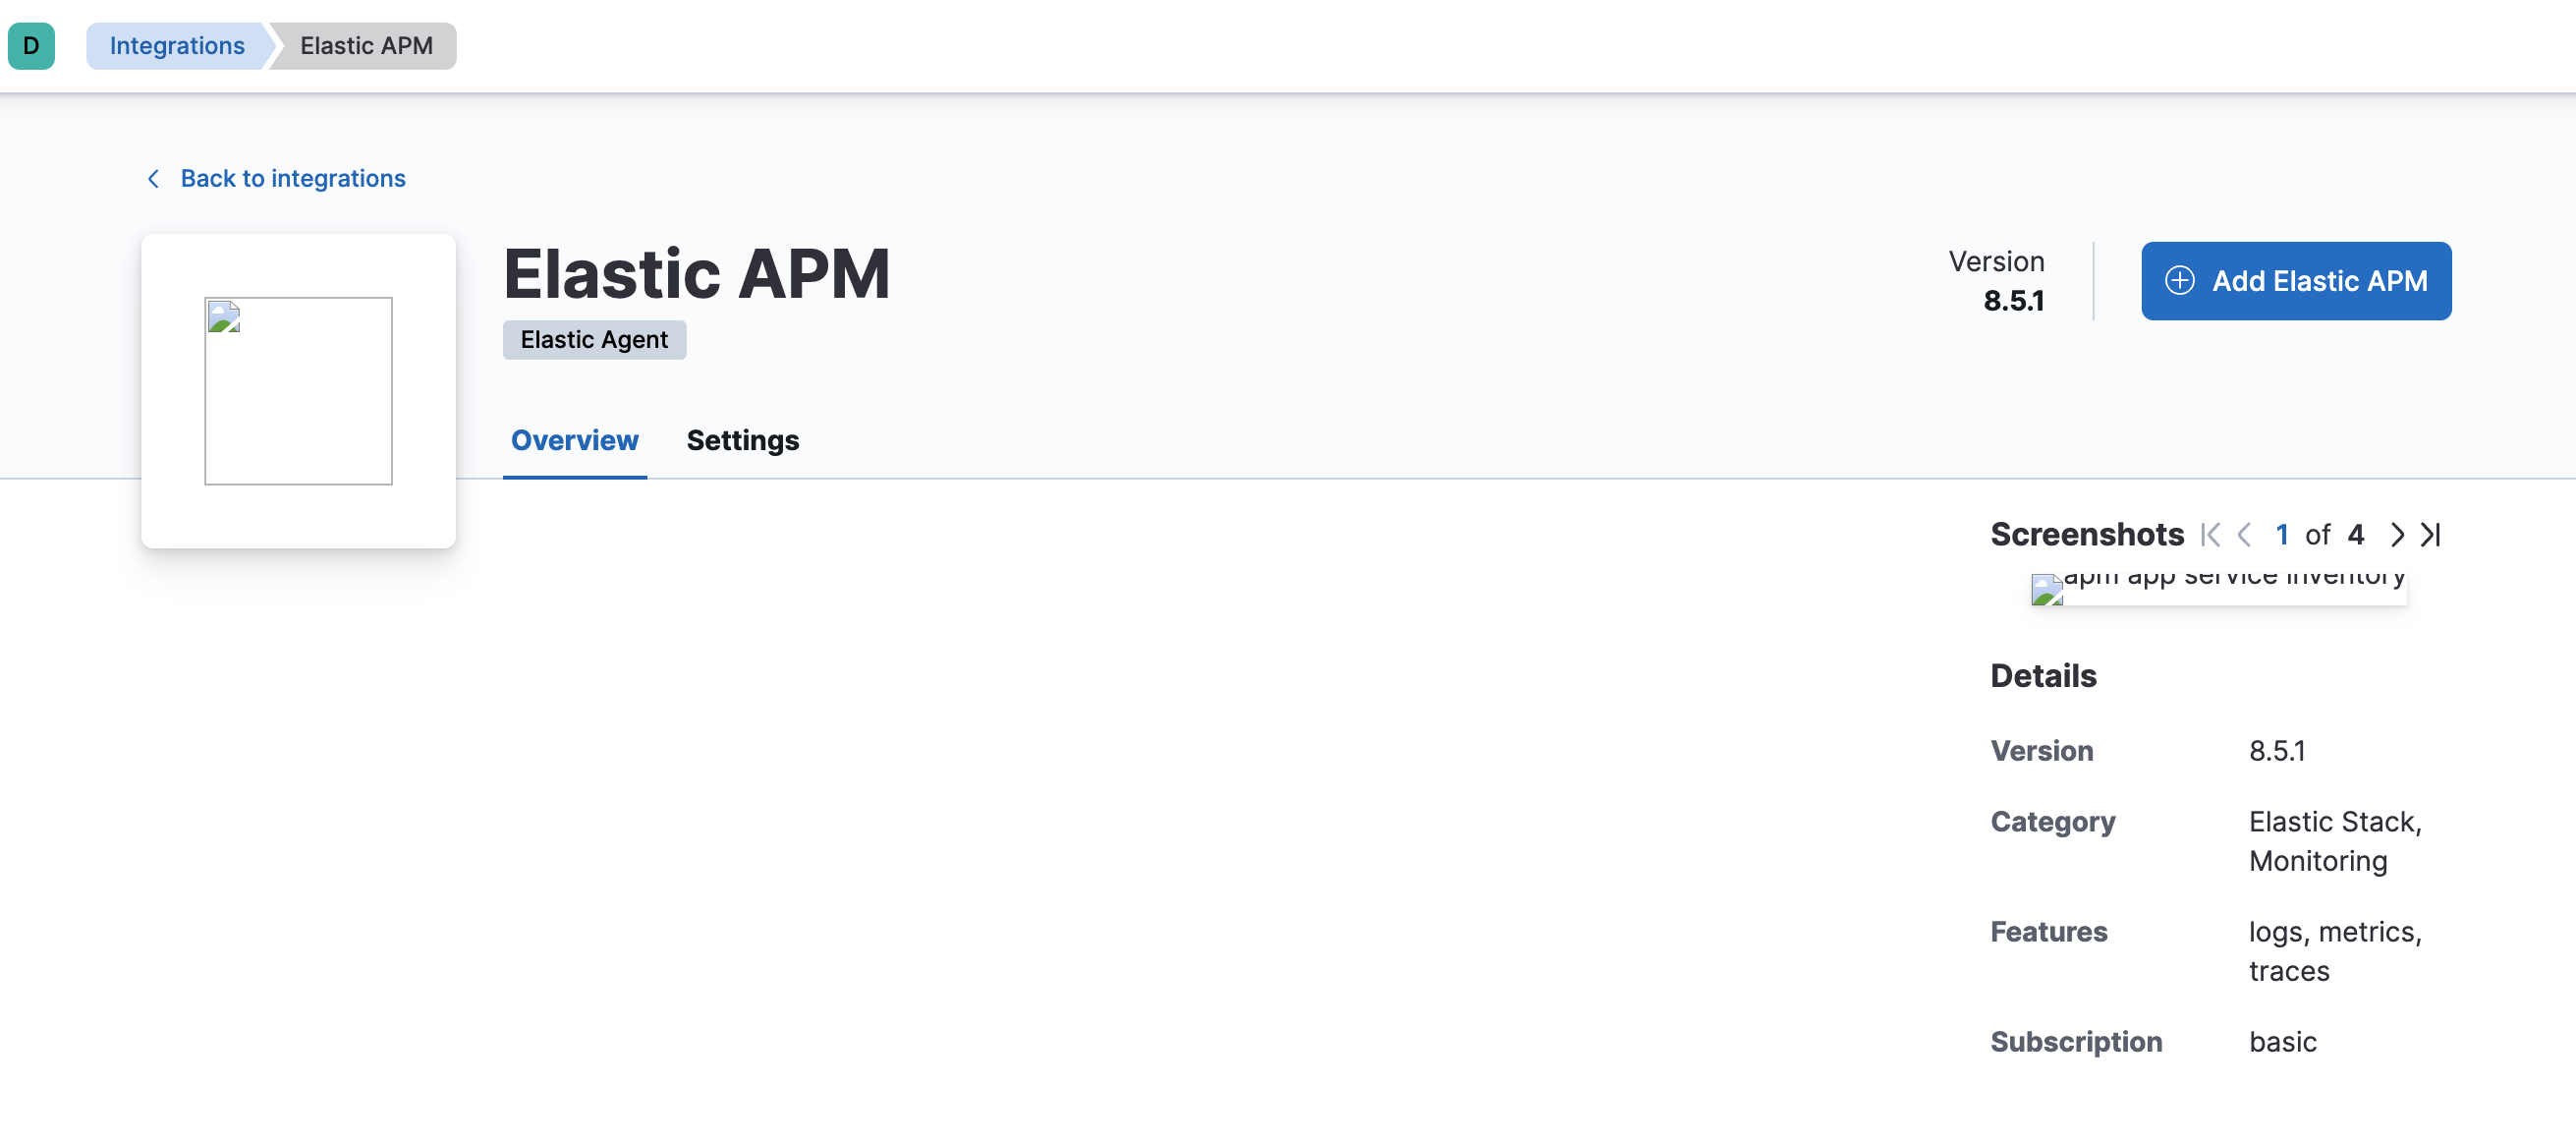 D
Integrations
Elastic APM
Back to integrations
Elastic APM
Elastic Agent
Version
8.5.1
Add Elastic APM
Overview
Settings
Screenshots 1 of 4
apm app service inventory
Details
Version 8.5.1
Category Elastic Stack,
Monitoring
Features logs, metrics,
traces
Subscription basic